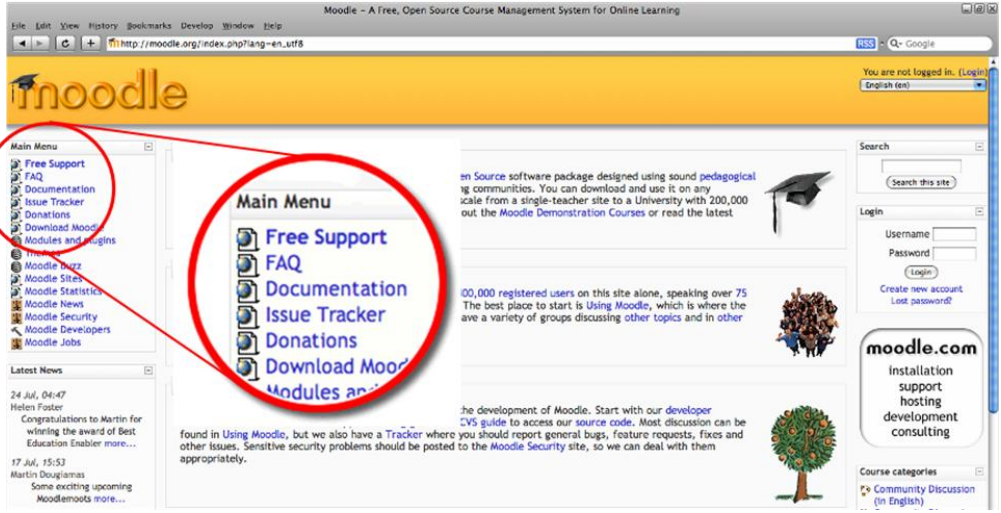 Moodle - A Free, Open Source Course Management System for Online Learning
File Edit View History Bookmarks Develop Window Help
http://moodle.org/index.php?lang=en_utf8
RSS
Google
moodle
You are not logged in. (Login)
English (en)
Main Menu
Free Support
FAQ
Documentation
Issue Tracker
Donations
Download Moodle
Modules and plugins
Themes
Moodle Buzz
Moodle Sites
Moodle Statistics
Moodle News
Moodle Security
Moodle Developers
Moodle Jobs
Latest News
24 Jul, 04:47
Helen Foster
Congratulations to Martin for
winning the award of Best
Education Enabler more...
17 Jul, 15:53
Martin Dougiamas
Some exciting upcoming
Moodlemoots more...
Main Menu
Free Support
FAQ
Documentation
Issue Tracker
Donations
Download Mood
Modules an
en Source software package designed using sound pedagogical
ng communities. You can download and use it on any
scale from a single-teacher site to a University with 200,000
out the Moodle Demonstration Courses or read the latest
00,000 registered users on this site alone, speaking over 75
The best place to start is Using Moodle, which is where the
ave a variety of groups discussing other topics and in other
he development of Moodle. Start with our developer
CVS guide to access our source code. Most discussion can be
found in Using Moodle, but we also have a Tracker where you should report general bugs, feature requests, fixes and
other issues. Sensitive security problems should be posted to the Moodle Security site, so we can deal with them
appropriately.
Search
Search this site
Login
Username
Password
Login
Create new account
Lost password?
moodle.com
installation
support
hosting
development
consulting
Course categories
Community Discussion
(in English)